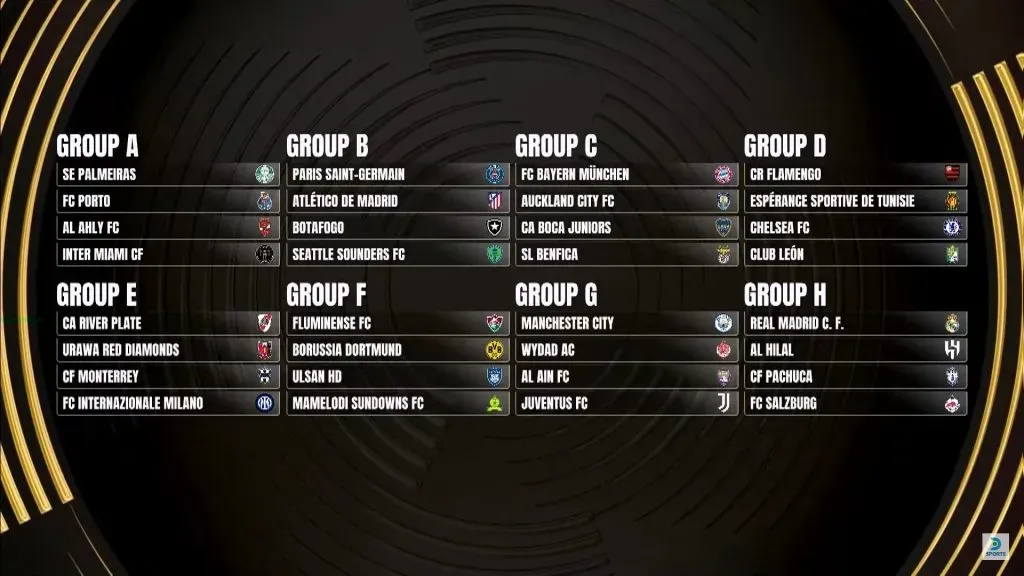 GROUP A
SE PALMEIRAS
FC PORTO
AL AHLY FC
INTER MIAMI CF
GROUP B
PARIS SAINT-GERMAIN
ATLÉTICO DE MADRID
BOTAFOGO
SEATTLE SOUNDERS FC
GROUP C
FC BAYERN MÜNCHEN
AUCKLAND CITY FC
CA BOCA JUNIORS
SL BENFICA
GROUP D
CR FLAMENGO
ESPÉRANCE SPORTIVE DE TUNISIE
CHELSEA FC
CLUB LEÓN
GROUP E
CA RIVER PLATE
URAWA RED DIAMONDS
CF MONTERREY
FC INTERNAZIONALE MILANO
GROUP F
FLUMINENSE FC
BORUSSIA DORTMUND
ULSAN HD
MAMELODI SUNDOWNS FC
GROUP G
MANCHESTER CITY
WYDAD AC
AL AIN FC
JUVENTUS FC
GROUP H
REAL MADRID C. F.
AL HILAL
CF PACHUCA
FC SALZBURG
SPORTS